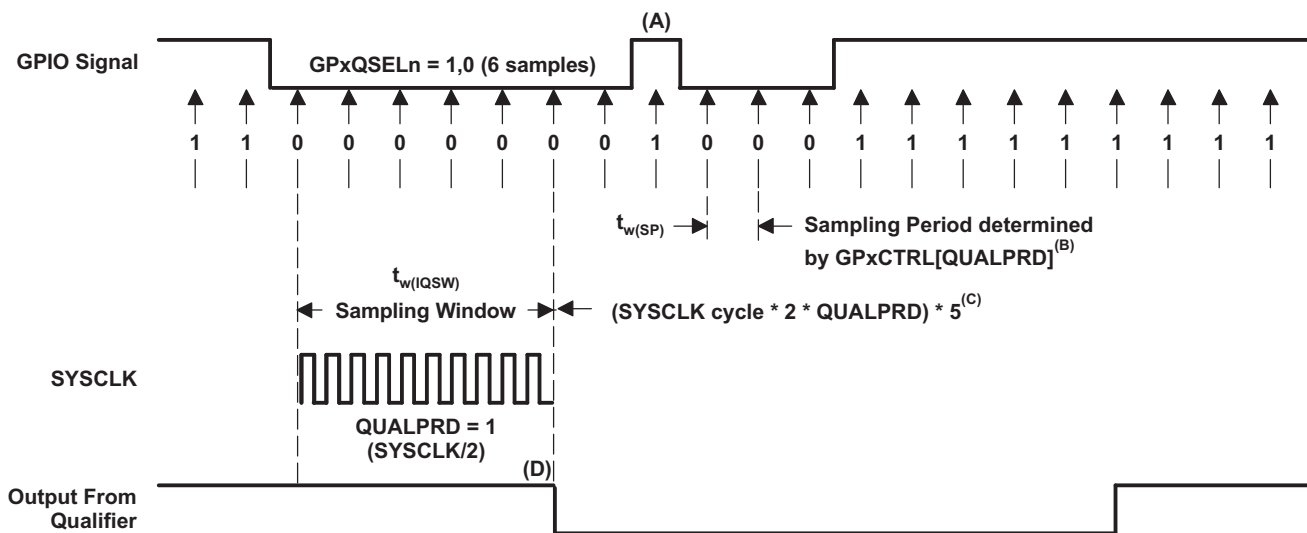 (A)
GPIO Signal
GPxQSELn = 1,0 (6 samples)
1 1 0 0 0 0 0 0 0 1 0 0 0 1 1 1 1 1 1 1 1 1
tw(SP)
Sampling Period determined
by GPxCTRL[QUALPRD](B)
tw(IQSW)
Sampling Window
(SYSCLK cycle * 2 * QUALPRD) * 5(C)
SYSCLK
QUALPRD = 1
(SYSCLK/2)
(D)
Output From
Qualifier